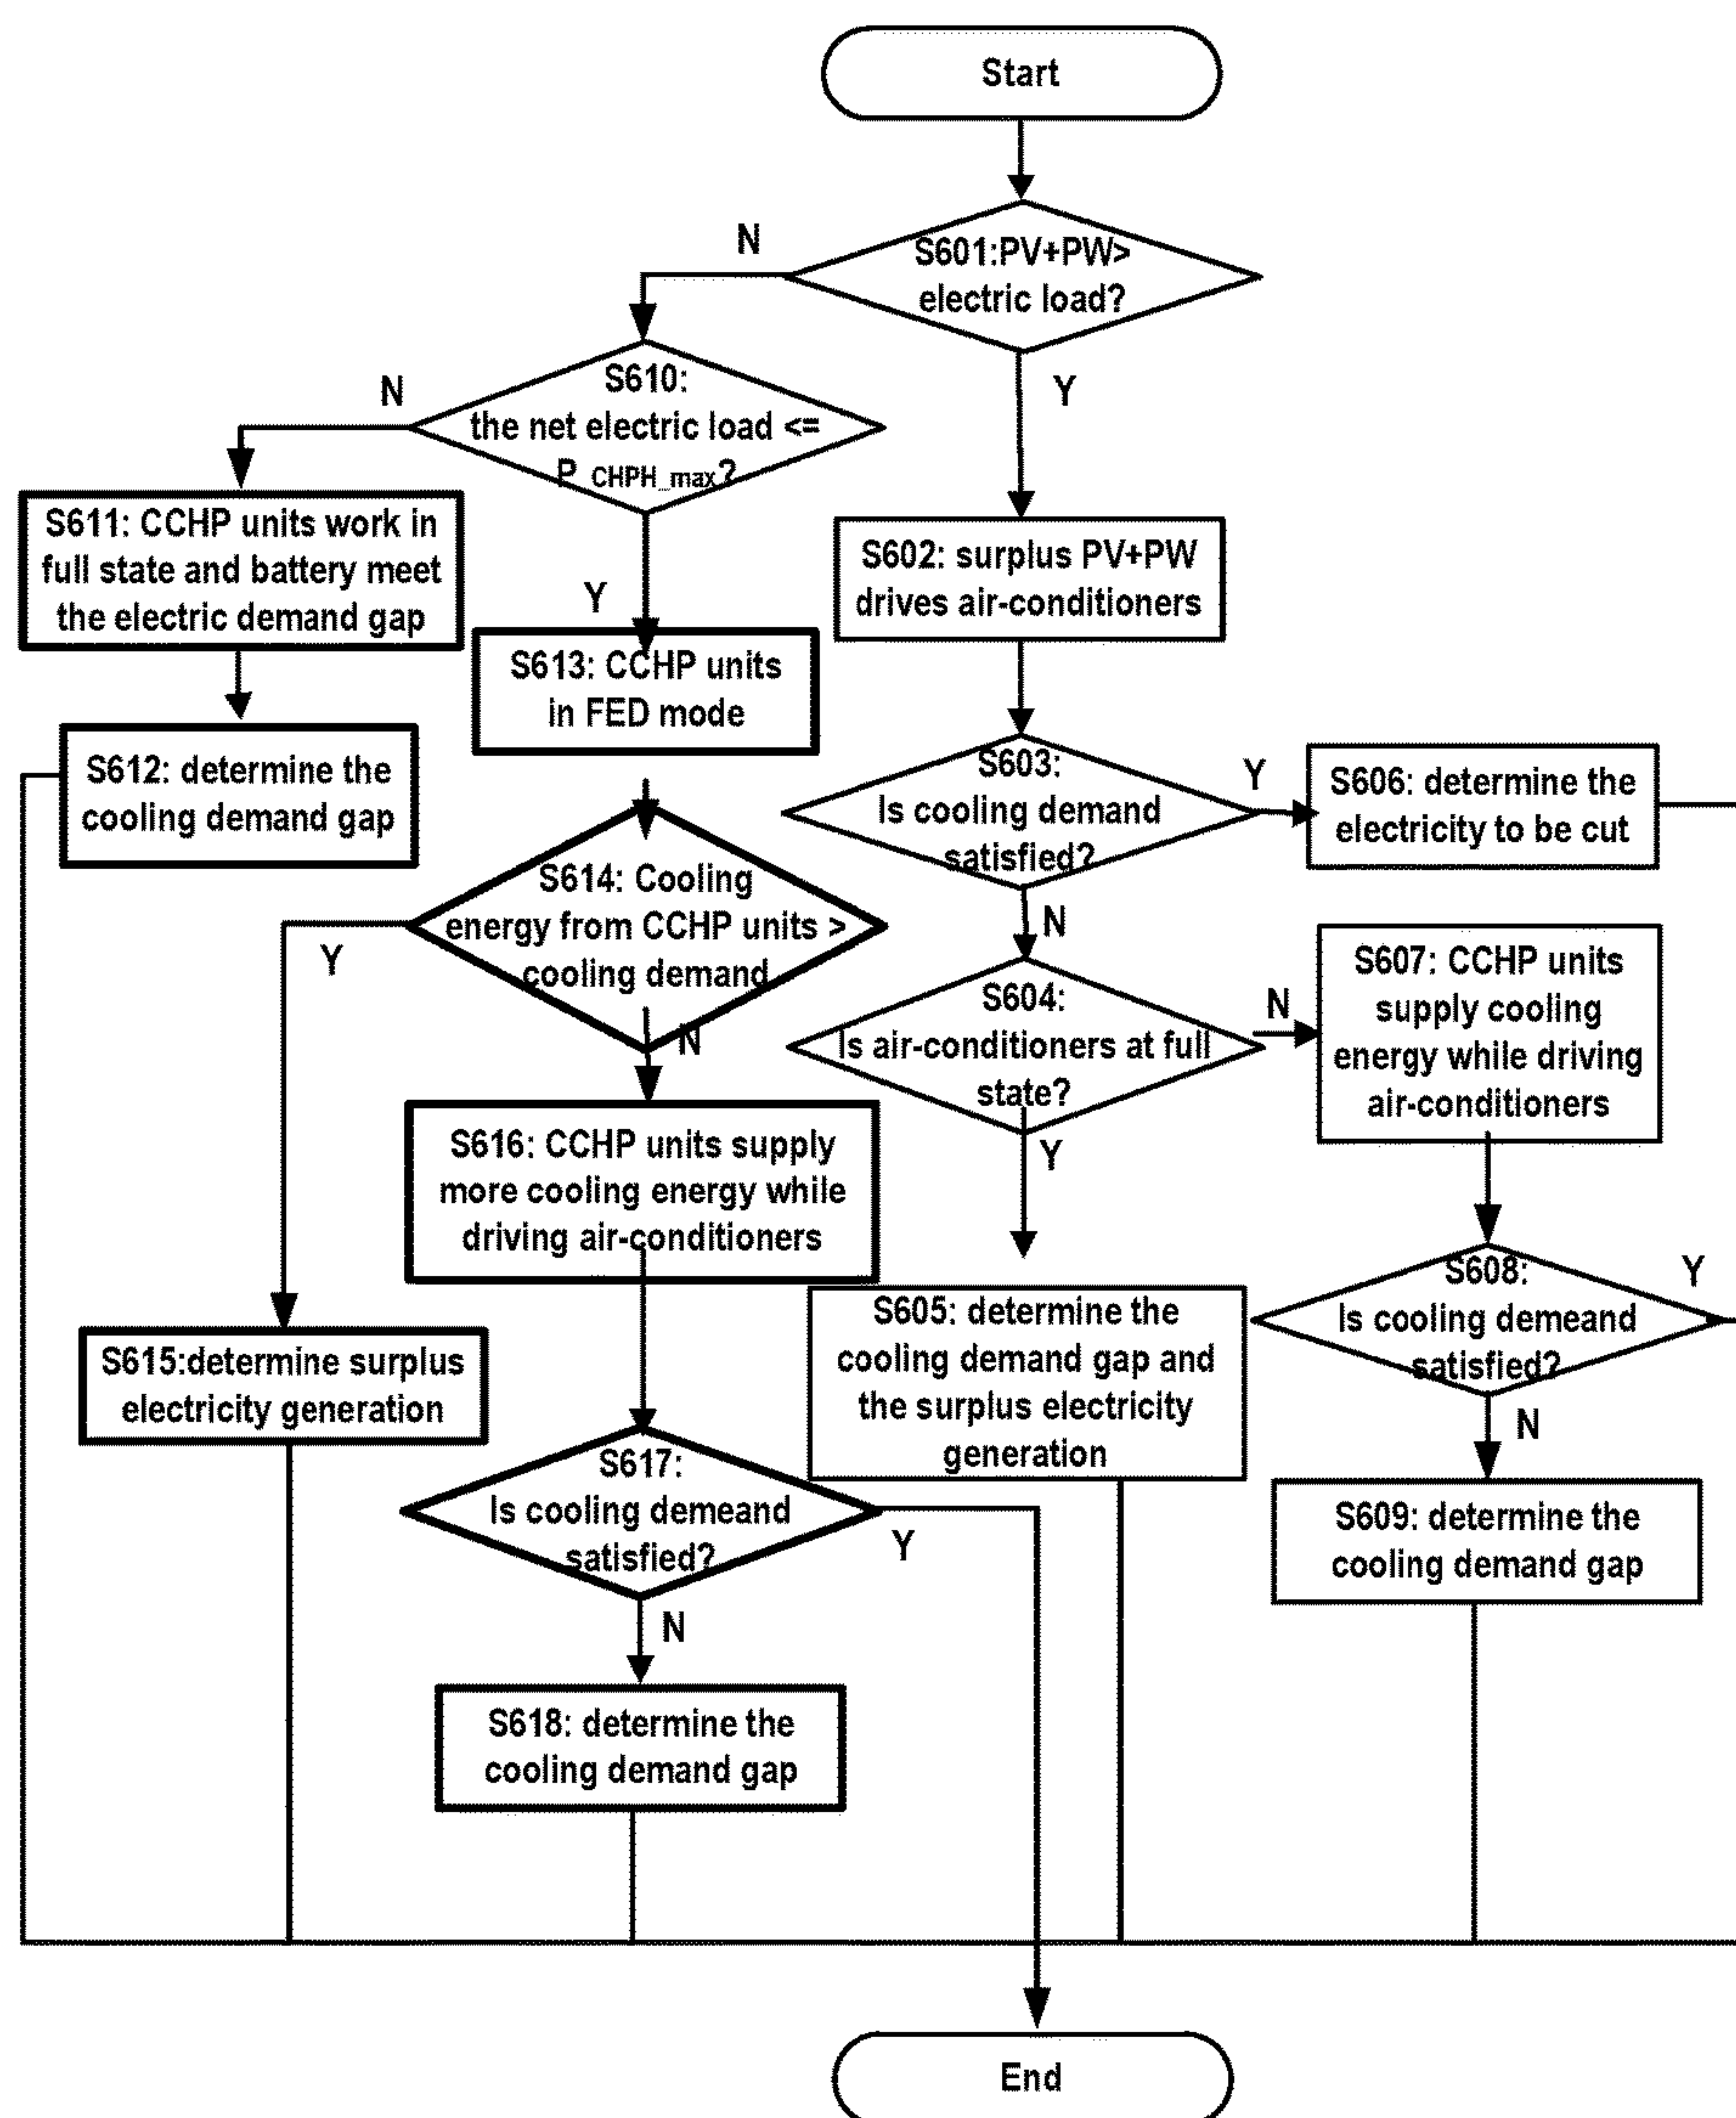 Start
S601:PV+PW>
electric load?
N
Y
S610:
the net electric load <=
P_CHPH_max?
N
Y
S611: CCHP units work in
full state and battery meet
the electric demand gap
S602: surplus PV+PW
drives air-conditioners
S613: CCHP units
in FED mode
S612: determine the
cooling demand gap
S603:
Is cooling demand
satisfied?
Y
N
S606: determine the
electricity to be cut
S614: Cooling
energy from CCHP units >
cooling demand
Y
N
S604:
Is air-conditioners at full
state?
N
Y
S607: CCHP units
supply cooling
energy while driving
air-conditioners
S616: CCHP units supply
more cooling energy while
driving air-conditioners
S605: determine the
cooling demand gap and
the surplus electricity
generation
S608:
Is cooling demeand
satisfied?
Y
N
S615:determine surplus
electricity generation
S617:
Is cooling demeand
satisfied?
Y
N
S609: determine the
cooling demand gap
S618: determine the
cooling demand gap
End